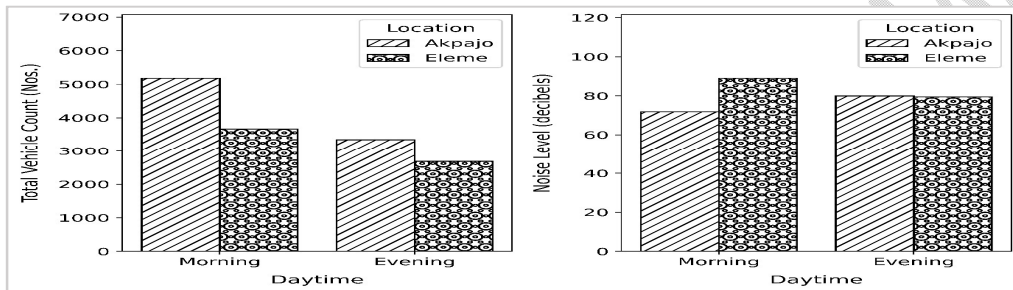 Total Vehicle Count (Nos.)
7000
6000
5000
4000
3000
2000
1000
0
Location
Akpajo
Eleme
Morning
Evening
Daytime
Noise Level (decibels)
120
100
80
60
40
20
0
Location
Akpajo
Eleme
Morning
Evening
Daytime